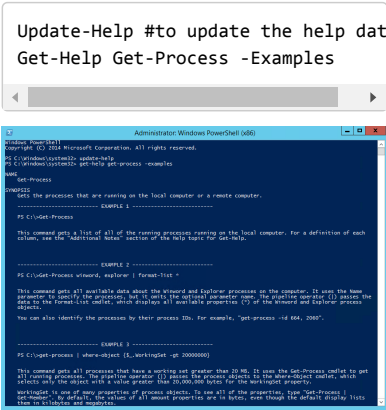 Update-Help #to update the help dat
Get-Help Get-Process -Examples
Administrator: Windows PowerShell (x86)
Windows PowerShell
Copyright (C) 2014 Microsoft Corporation. All rights reserved.
PS C:\Windows\system32> update-help
PS C:\Windows\system32> get-help get-process -examples
NAME
Get-Process
SYNOPSIS
Gets the processes that are running on the local computer or a remote computer.
-------------------------- EXAMPLE 1 --------------------------
PS C:\>Get-Process
This command gets a list of all of the running processes running on the local computer. For a definition of each
column, see the "Additional Notes" section of the Help topic for Get-Help.
-------------------------- EXAMPLE 2 --------------------------
PS C:\>Get-Process winword, explorer | format-list *
This command gets all available data about the Winword and Explorer processes on the computer. It uses the Name
parameter to specify the processes, but it omits the optional parameter name. The pipeline operator (|) passes the
data to the Format-List cmdlet, which displays all available properties (*) of the Winword and Explorer process
objects.
You can also identify the processes by their process IDs. For example, "get-process -id 664, 2060".
-------------------------- EXAMPLE 3 --------------------------
PS C:\>get-process | where-object {$_.WorkingSet -gt 20000000}
This command gets all processes that have a working set greater than 20 MB. It uses the Get-Process cmdlet to get
all running processes. The pipeline operator (|) passes the process objects to the Where-Object cmdlet, which
selects only the object with a value greater than 20,000,000 bytes for the WorkingSet property.
WorkingSet is one of many properties of process objects. To see all of the properties, type "Get-Process |
Get-Member". By default, the values of all amount properties are in bytes, even though the default display lists
them in kilobytes and megabytes.